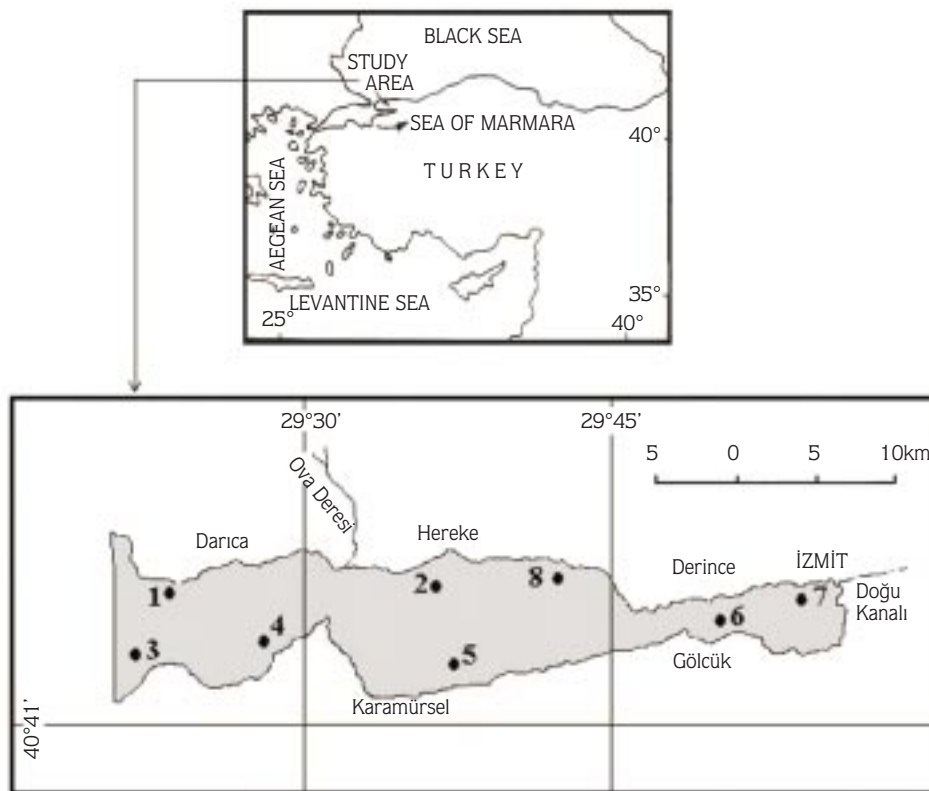 BLACK SEA
STUDY
AREA
SEA OF MARMARA
40°
TURKEY
AEGEAN SEA
LEVANTINE SEA
35°
25°
40°
29°30'
29°45'
5 0 5 10km
Ova Deresi
Darıca
Hereke
Derince
İZMİT
Doğu
Kanalı
1
2
8
7
6
4
3
5
Gölcük
Karamürsel
40°41'